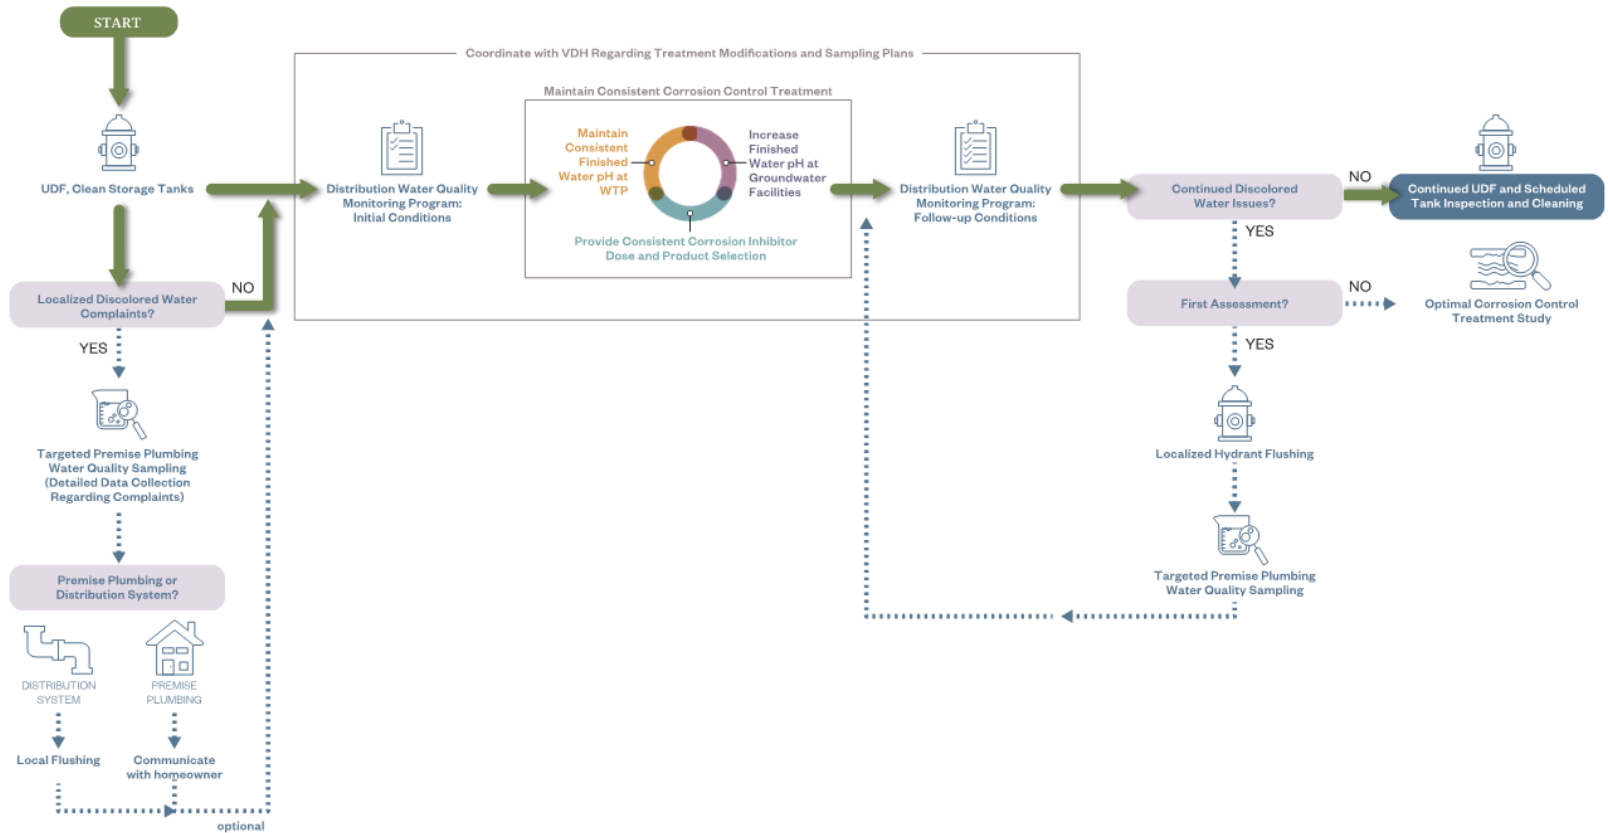 START
Coordinate with VDH Regarding Treatment Modifications and Sampling Plans
Maintain Consistent Corrosion Control Treatment
Maintain
Consistent
Finished
Water pH at
WTP
Increase
Finished
Water pH at
Groundwater
Facilities
Provide Consistent Corrosion Inhibitor
Dose and Product Selection
UDF, Clean Storage Tanks
Distribution Water Quality
Monitoring Program:
Initial Conditions
Distribution Water Quality
Monitoring Program:
Follow-up Conditions
Continued Discolored
Water Issues?
NO
Continued UDF and Scheduled
Tank Inspection and Cleaning
YES
First Assessment?
NO
Optimal Corrosion Control
Treatment Study
YES
Localized Hydrant Flushing
Targeted Premise Plumbing
Water Quality Sampling
Localized Discolored Water
Complaints?
NO
YES
Targeted Premise Plumbing
Water Quality Sampling
(Detailed Data Collection
Regarding Complaints)
Premise Plumbing or
Distribution System?
DISTRIBUTION
SYSTEM
PREMISE
PLUMBING
Local Flushing
Communicate
with homeowner
optional